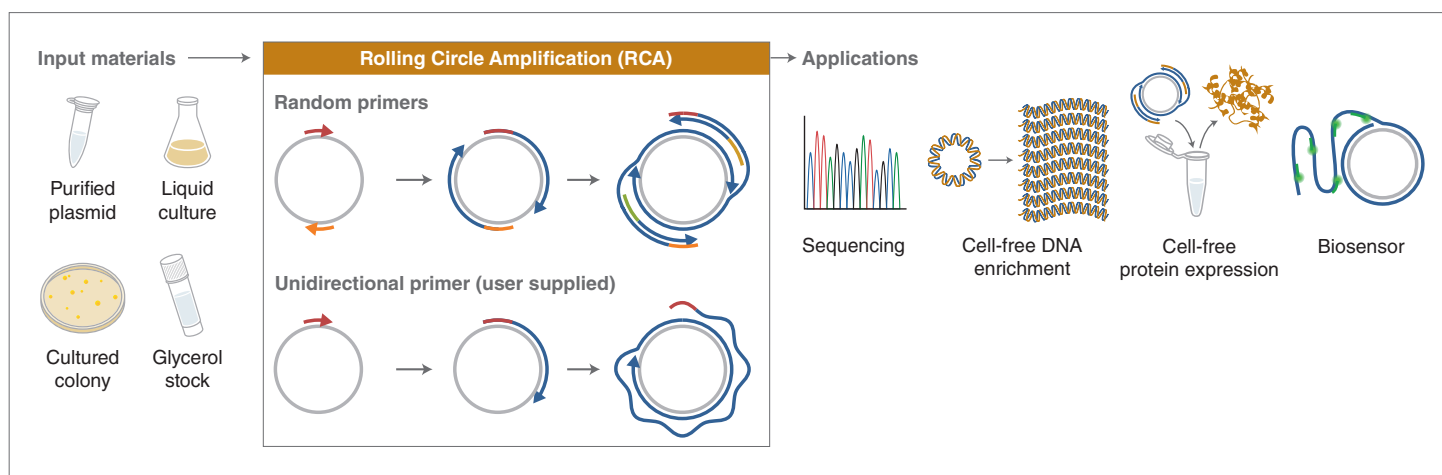 Input materials
Rolling Circle Amplification (RCA)
Applications
Purified
plasmid
Liquid
culture
Cultured
colony
Glycerol
stock
Random primers
Unidirectional primer (user supplied)
Sequencing
Cell-free DNA
enrichment
Cell-free
protein expression
Biosensor